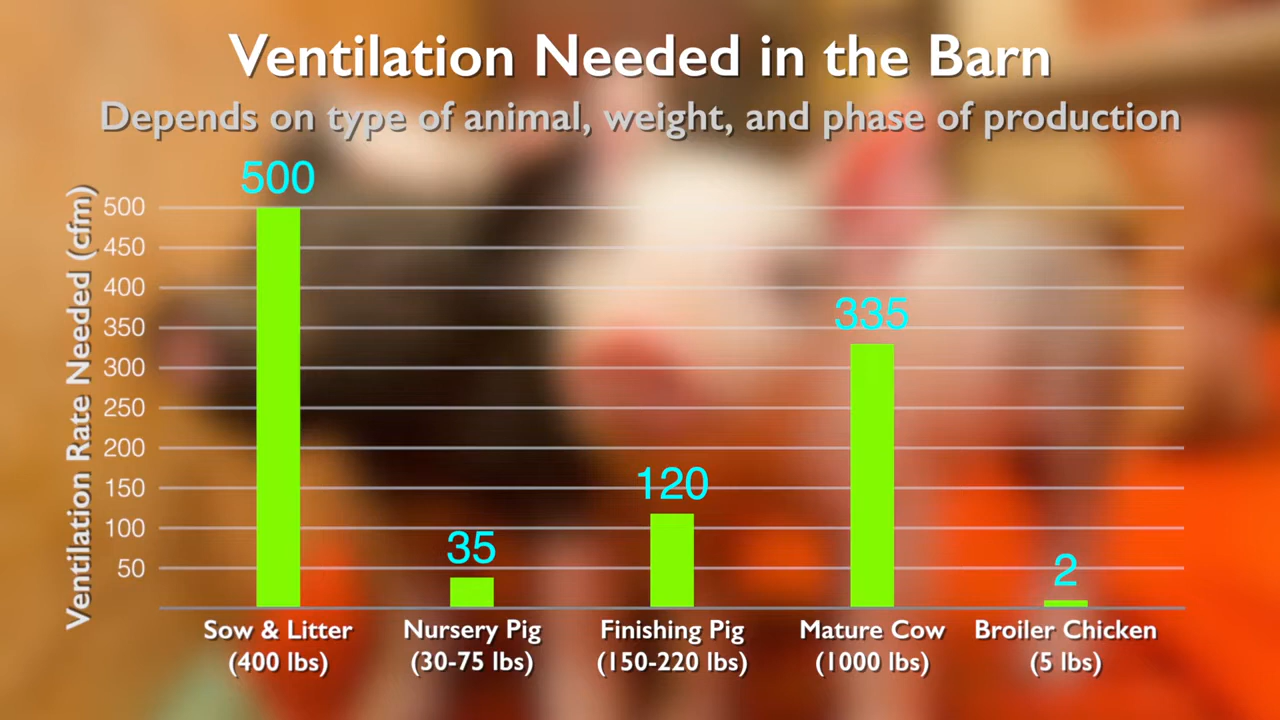 Ventilation Needed in the Barn
Depends on type of animal, weight, and phase of production
Ventilation Rate Needed (cfm)
500
450
400
350
300
250
200
150
100
50
500
35
120
335
2
Sow & Litter
(400 lbs)
Nursery Pig
(30-75 lbs)
Finishing Pig
(150-220 lbs)
Mature Cow
(1000 lbs)
Broiler Chicken
(5 lbs)